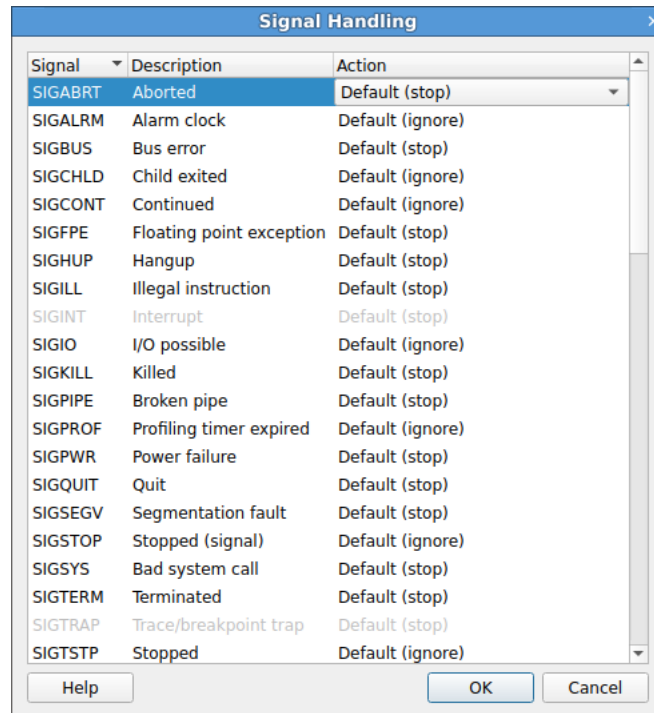 Signal Handling
Signal Description Action
SIGABRT Aborted Default (stop)
SIGALRM Alarm clock Default (ignore)
SIGBUS Bus error Default (stop)
SIGCHLD Child exited Default (ignore)
SIGCONT Continued Default (ignore)
SIGFPE Floating point exception Default (stop)
SIGHUP Hangup Default (stop)
SIGILL Illegal instruction Default (stop)
SIGINT Interrupt Default (stop)
SIGIO I/O possible Default (ignore)
SIGKILL Killed Default (stop)
SIGPIPE Broken pipe Default (stop)
SIGPROF Profiling timer expired Default (ignore)
SIGPWR Power failure Default (stop)
SIGQUIT Quit Default (stop)
SIGSEGV Segmentation fault Default (stop)
SIGSTOP Stopped (signal) Default (ignore)
SIGSYS Bad system call Default (stop)
SIGTERM Terminated Default (stop)
SIGTRAP Trace/breakpoint trap Default (stop)
SIGTSTP Stopped Default (ignore)
Help OK Cancel